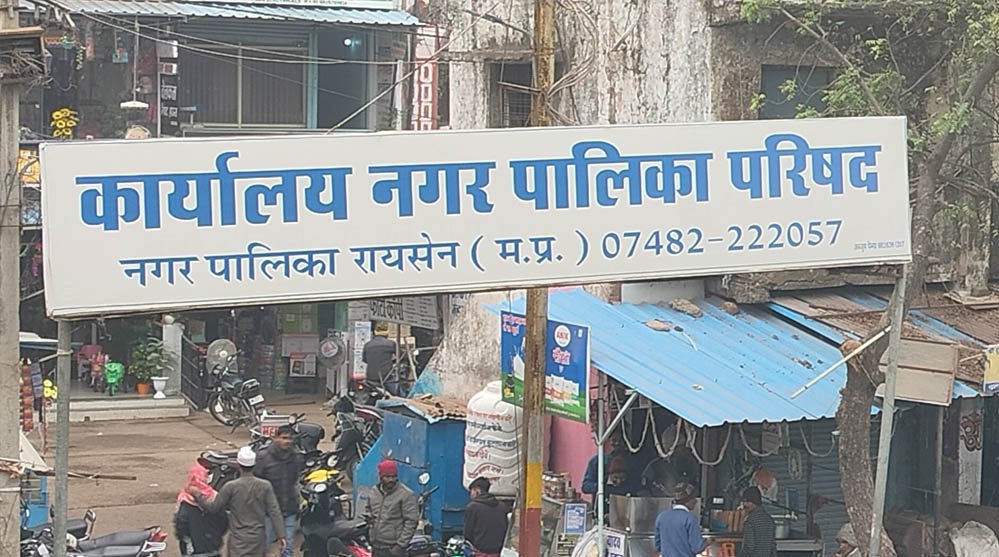 कार्यालय नगर पालिका परिषद
नगर पालिका रायसेन ( म.प्र. ) 07482-222057